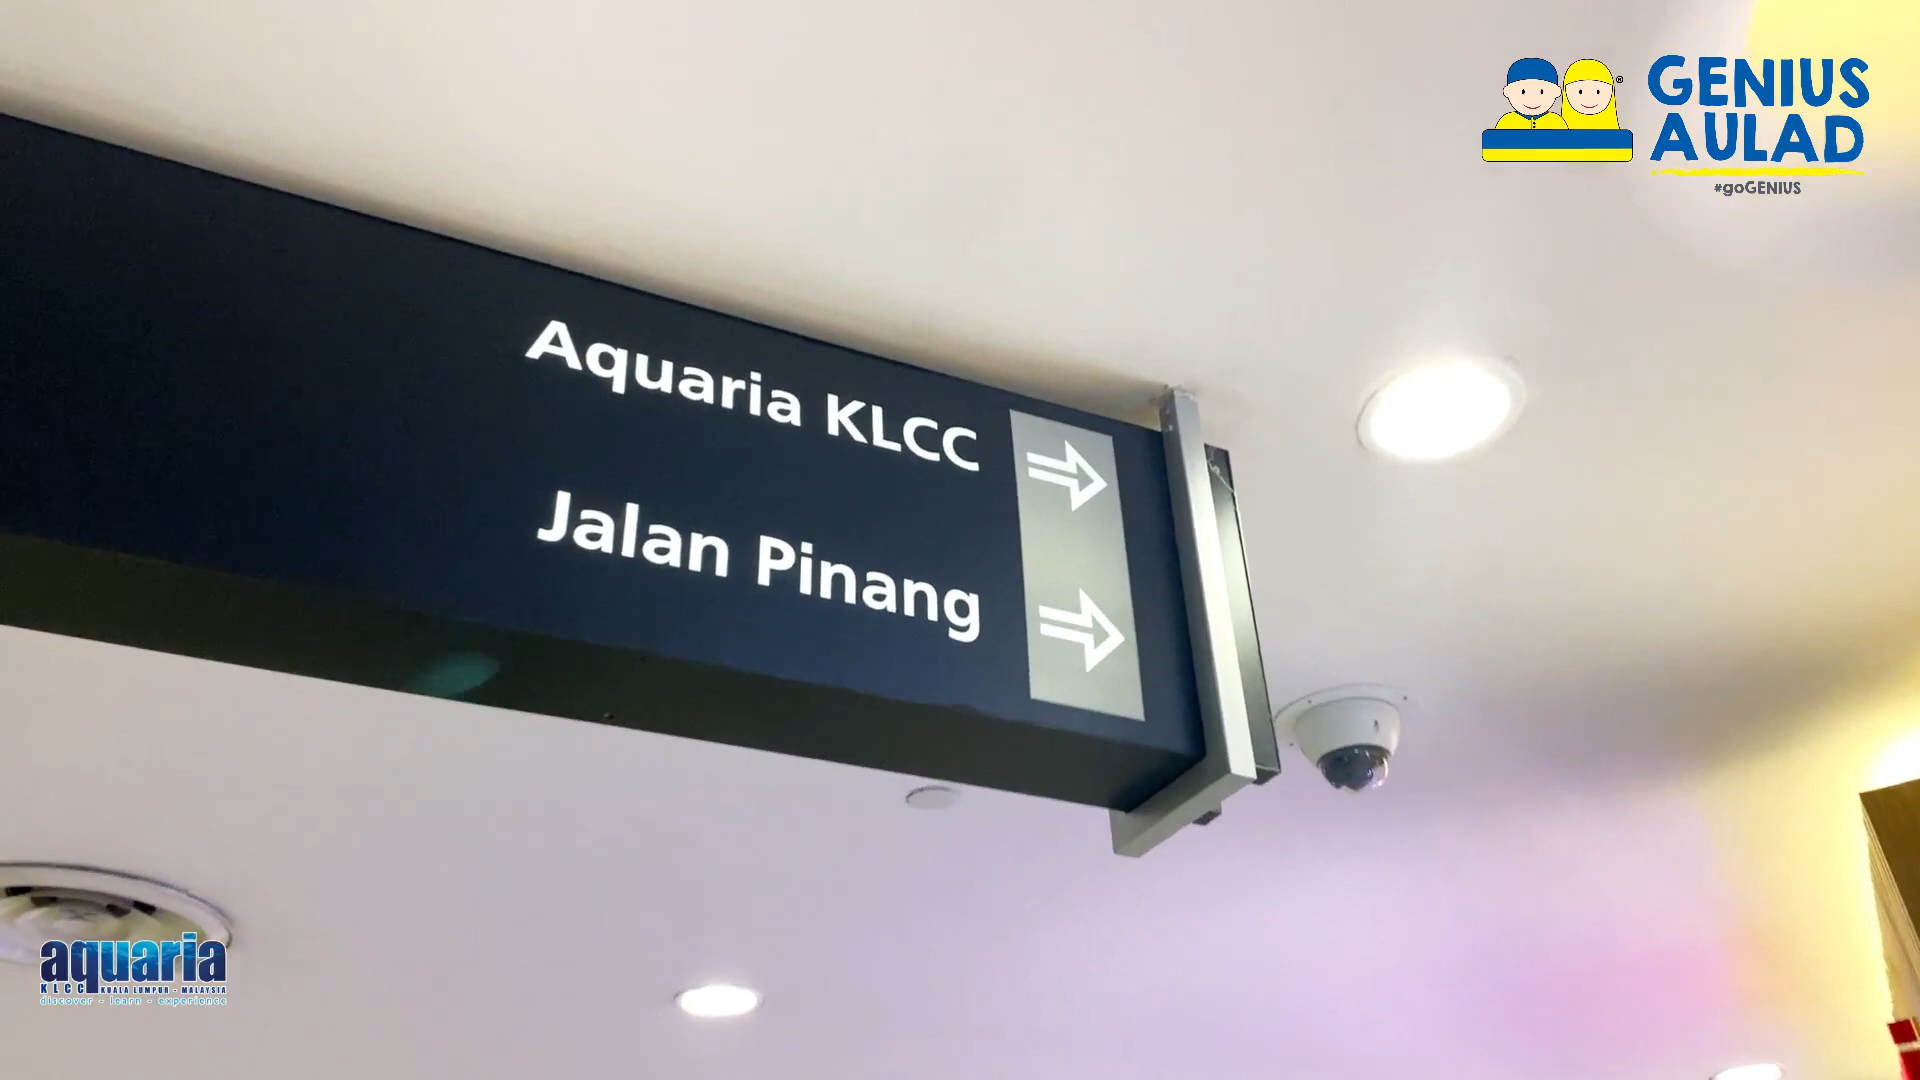 GENIUS
AULAD
#goGENIUS
Aquaria KLCC
Jalan Pinang
aquaria
KLCC KUALA LUMPUR - MALAYSIA
discover - learn - experience